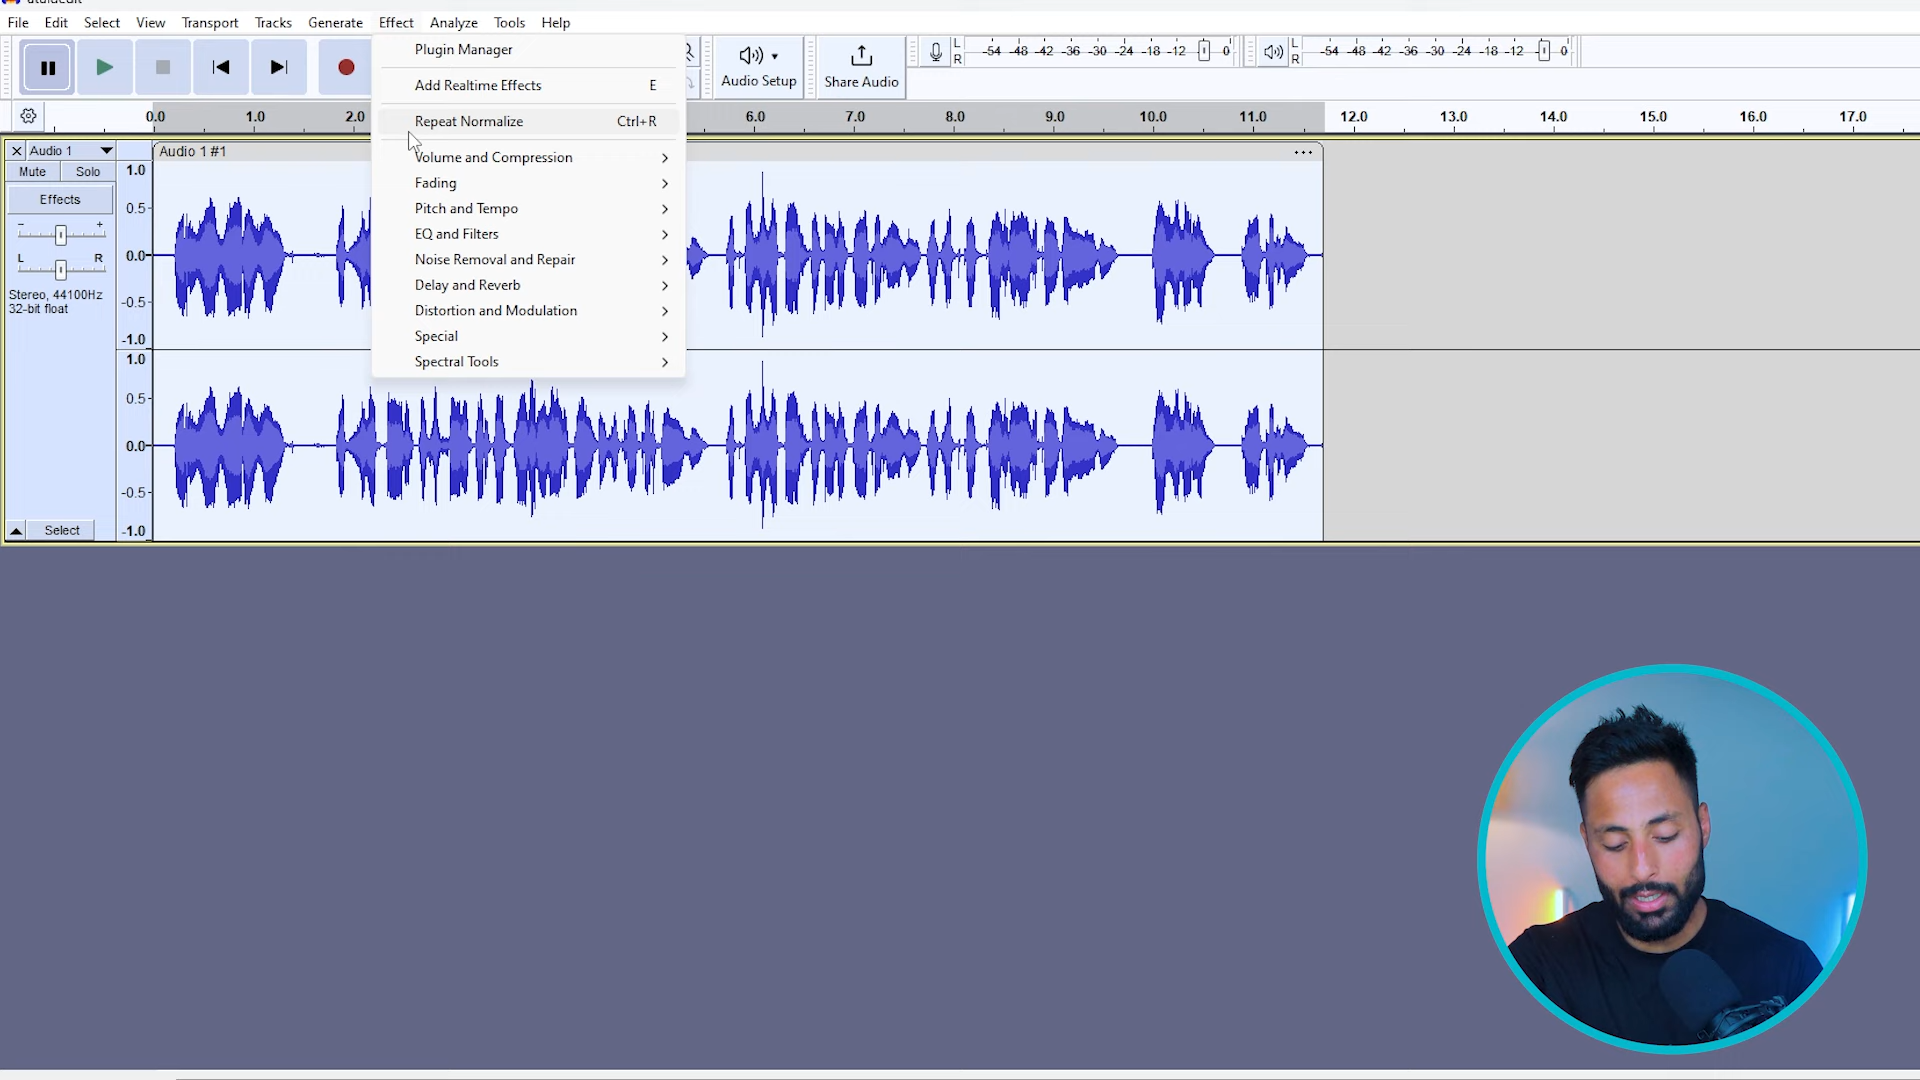 File Edit Select View Transport Tracks Generate Effect Analyze Tools Help
Plugin Manager
Add Realtime Effects E
Repeat Normalize Ctrl+R
Volume and Compression
Fading
Pitch and Tempo
EQ and Filters
Noise Removal and Repair
Delay and Reverb
Distortion and Modulation
Special
Spectral Tools
Audio Setup
Share Audio
L
R
-54 -48 -42 -36 -30 -24 -18 -12 0
L
R
-54 -48 -42 -36 -30 -24 -18 -12 0
0.0 1.0 2.0 6.0 7.0 8.0 9.0 10.0 11.0 12.0 13.0 14.0 15.0 16.0 17.0
Audio 1
Audio 1 #1
Mute Solo
Effects
- +
L R
Stereo, 44100Hz
32-bit float
Select
1.0
0.5
0.0
-0.5
-1.0
1.0
0.5
0.0
-0.5
-1.0